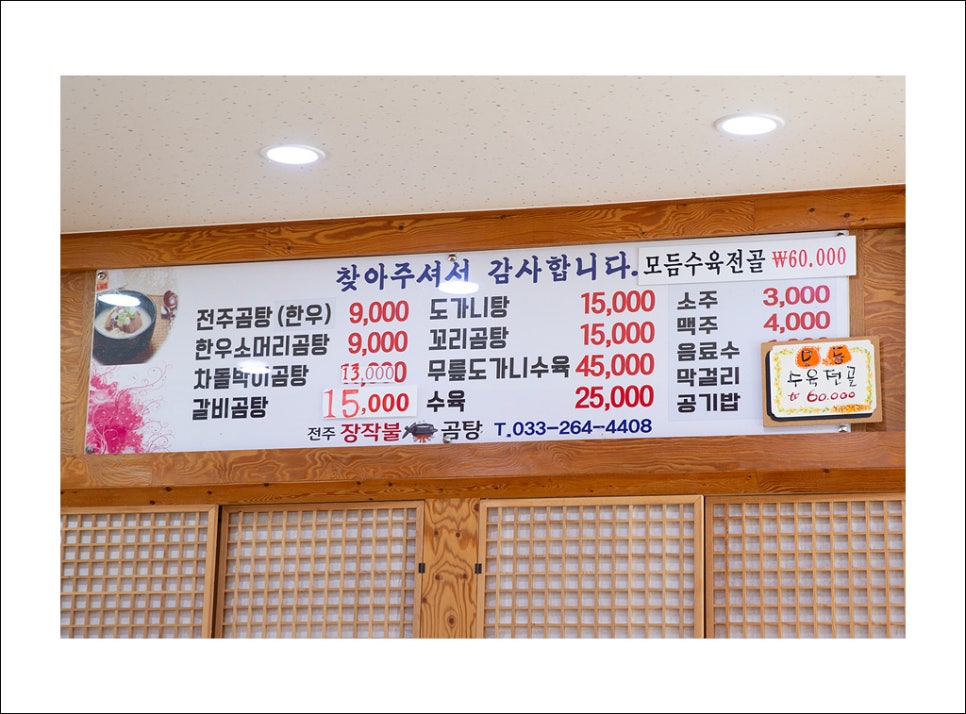 찾아주셔서 감사합니다.
모듬수육전골 ₩60.000
전주곰탕 (한우) 9,000
한우소머리곰탕 9,000
차돌박이곰탕 13,000
갈비곰탕 15,000
도가니탕 15,000
꼬리곰탕 15,000
무릎도가니수육 45,000
수육 25,000
소주 3,000
맥주 4,000
음료수
막걸리
공기밥
모듬
수육전골
₩60.000
전주 장작불 곰탕 T.033-264-4408